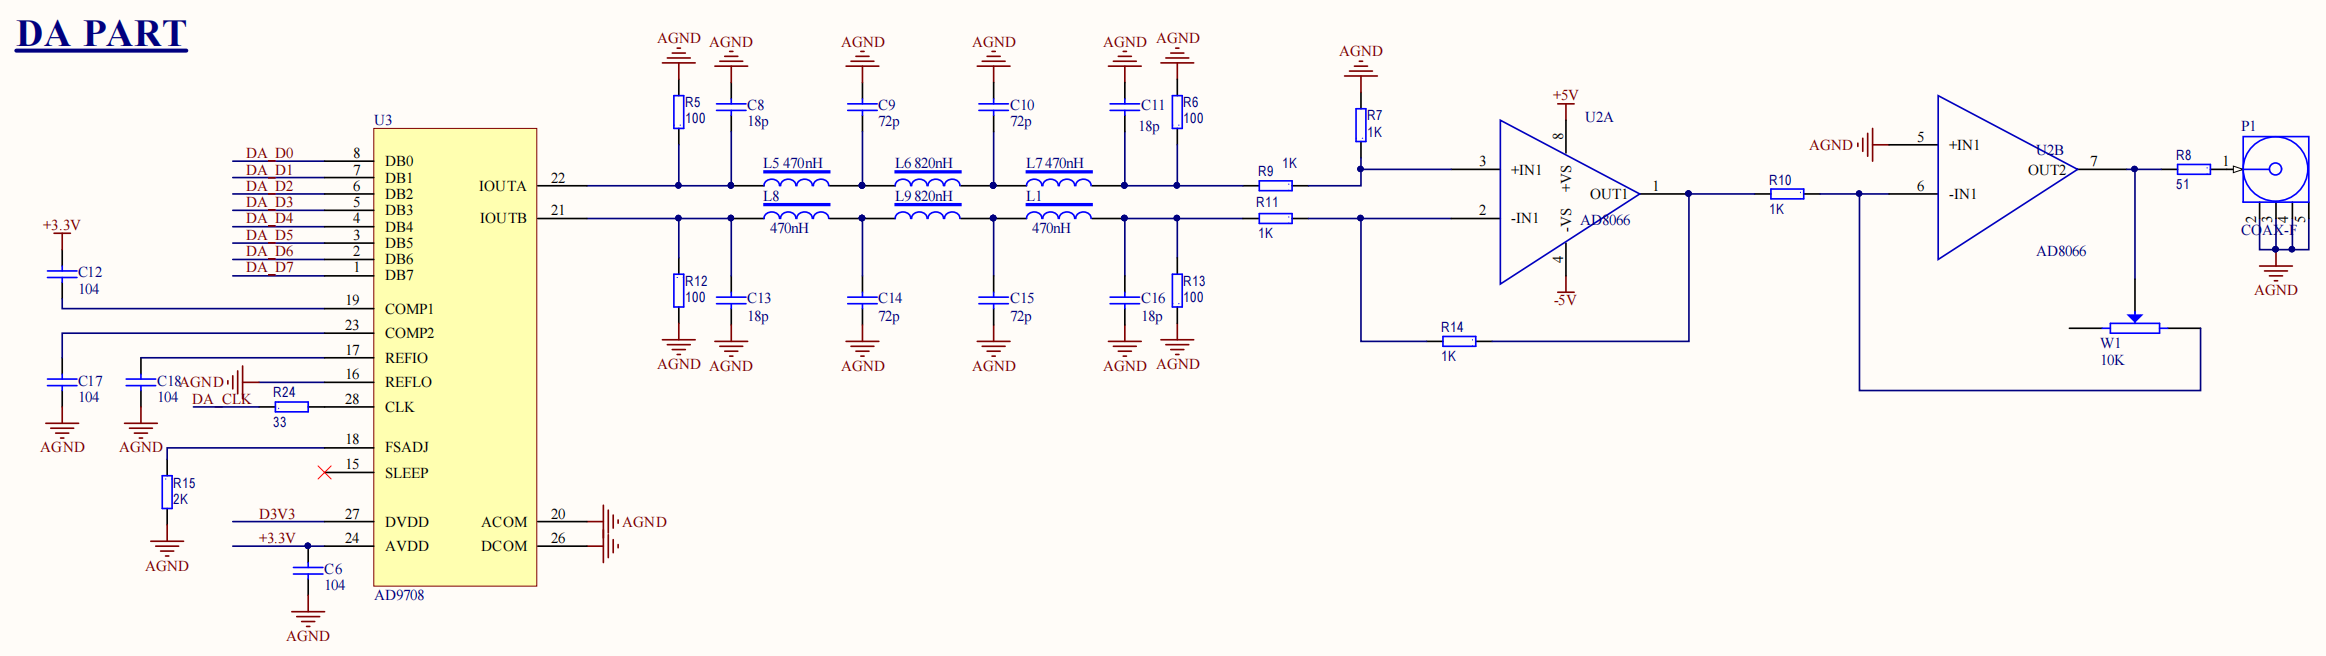 DA PART
AGND AGND AGND AGND AGND AGND AGND
R5 100
C8 18p
C9 72p
C10 72p
C11 18p
R6 100
R7 1K
+5V
8
U2A
U3
DA_D0 8 DB0
DA_D1 7 DB1
DA_D2 6 DB2
DA_D3 5 DB3
DA_D4 4 DB4
DA_D5 3 DB5
DA_D6 2 DB6
DA_D7 1 DB7
+3.3V
C12 104
19 COMP1
23 COMP2
17 REFIO
16 REFLO
28 CLK
18 FSADJ
15 SLEEP
27 DVDD
24 AVDD
IOUTA 22
IOUTB 21
ACOM 20 AGND
DCOM 26
AD9708
C17 104
AGND
C18 104
AGND
AGND
DA_CLK
R24 33
R15 2K
AGND
D3V3
+3.3V
C6 104
AGND
L5 470nH
L6 820nH
L7 470nH
L8 470nH
L9 820nH
L1 470nH
R12 100
C13 18p
C14 72p
C15 72p
C16 18p
R13 100
AGND AGND AGND AGND AGND AGND
R9 1K
R11 1K
3 +IN1
2 -IN1
+VS
-VS
OUT1 1
AD8066
4
-5V
R14 1K
R10 1K
AGND
5 +IN1
6 -IN1
U2B
OUT2 7
AD8066
W1 10K
R8 51
P1
1
2 3 4 5
COAX-F
AGND